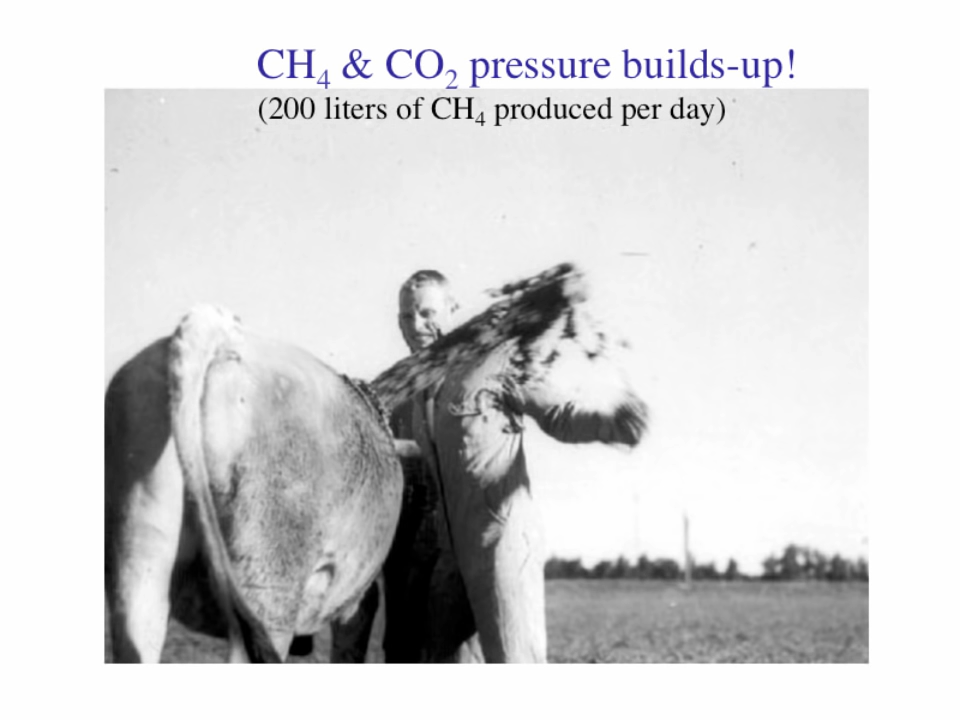 CH₄ & CO₂ pressure builds-up!
(200 liters of CH₄ produced per day)